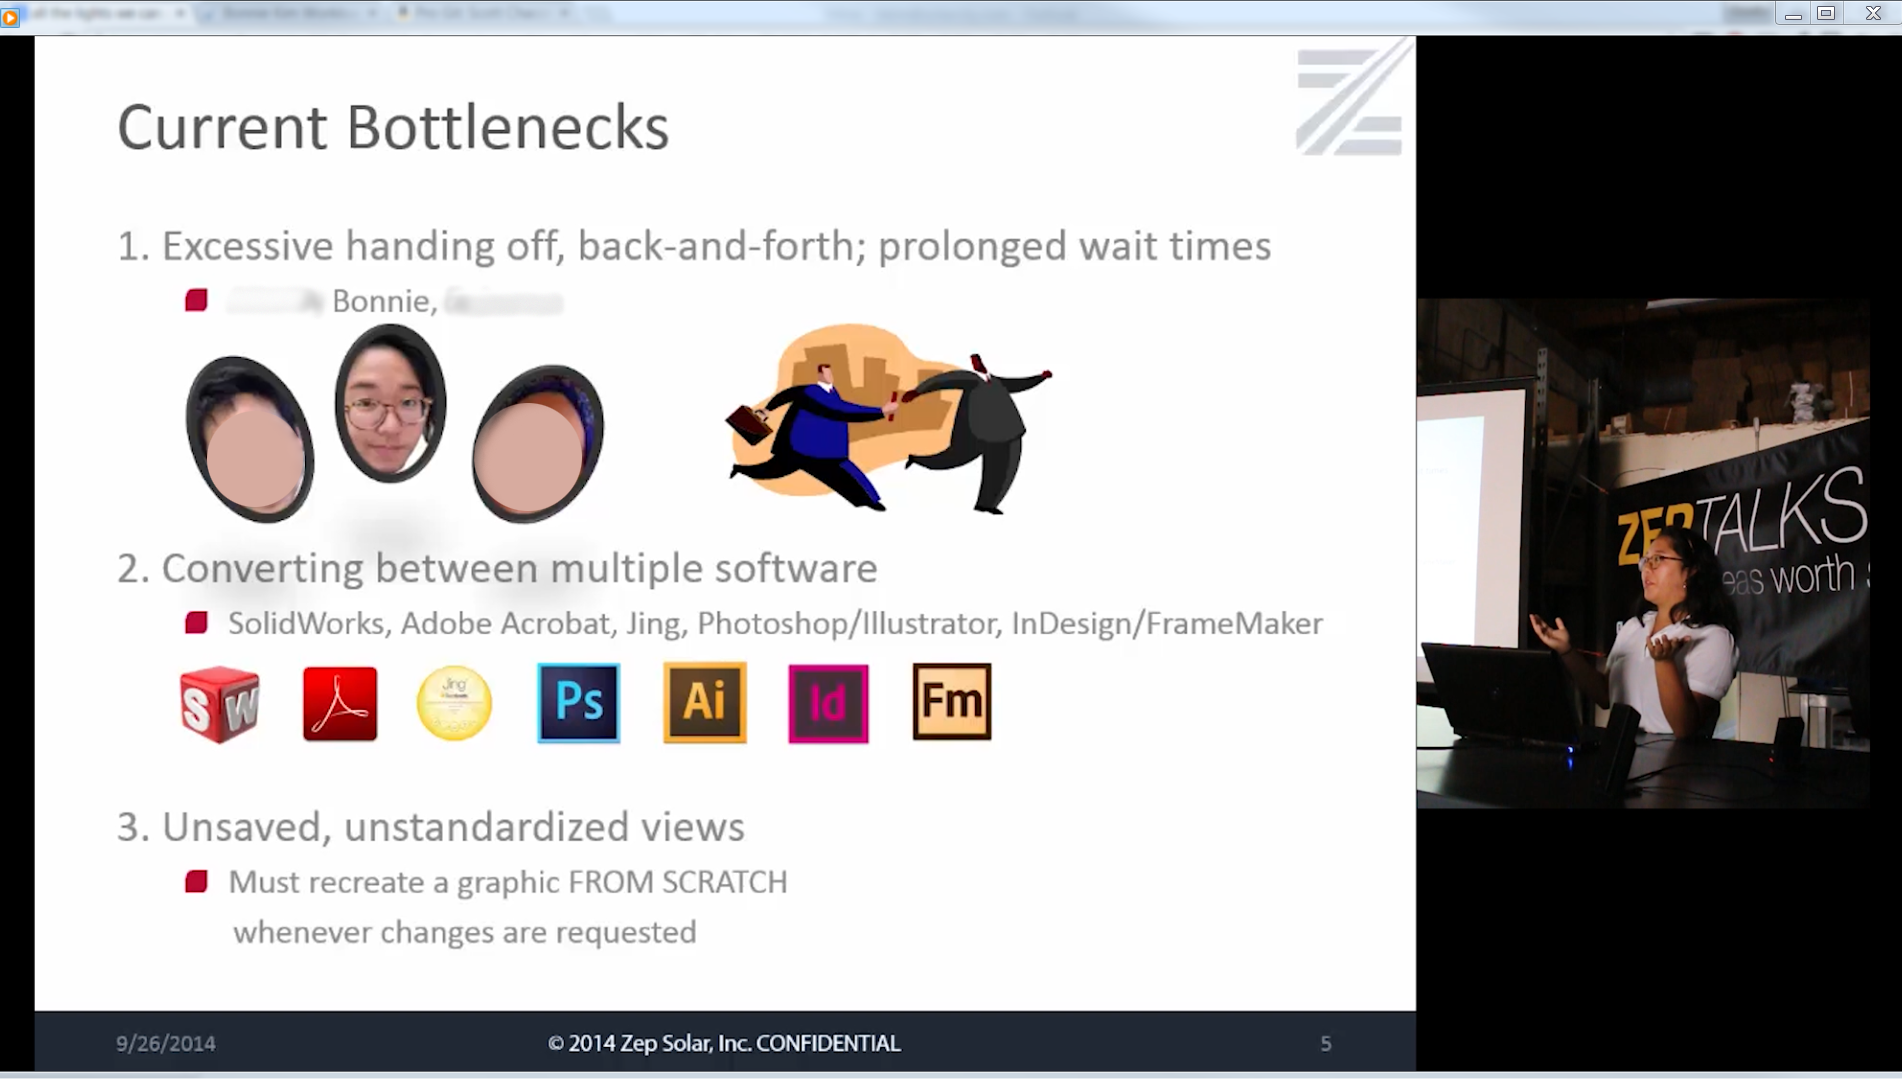 Current Bottlenecks
1. Excessive handing off, back-and-forth; prolonged wait times
Bonnie,
2. Converting between multiple software
SolidWorks, Adobe Acrobat, Jing, Photoshop/Illustrator, InDesign/FrameMaker
SW
Jing
Ps
Ai
Id
Fm
3. Unsaved, unstandardized views
Must recreate a graphic FROM SCRATCH
whenever changes are requested
9/26/2014
© 2014 Zep Solar, Inc. CONFIDENTIAL
5
ZEPTALKS
eas worth